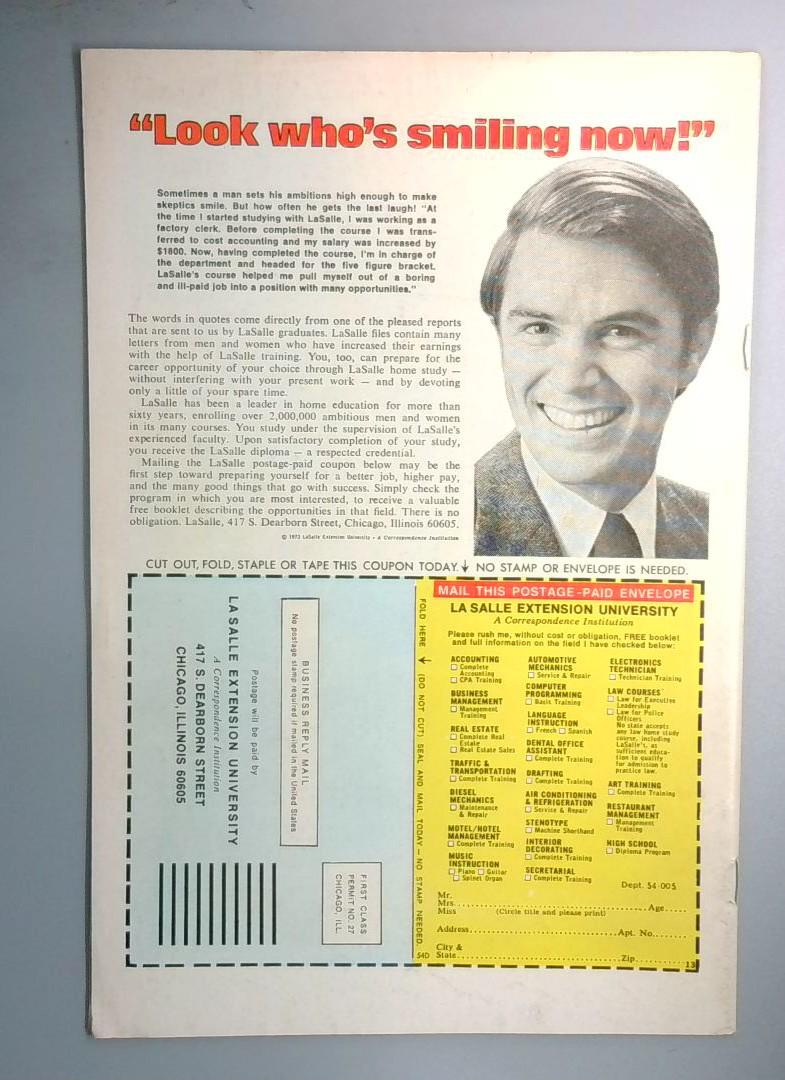 “Look who’s smiling now!”
Sometimes a man sets his ambitions high enough to make
skeptics smile. But how often he gets the last laugh! “At
the time I started studying with LaSalle, I was working as a
factory clerk. Before completing the course I was trans-
ferred to cost accounting and my salary was increased by
$1800. Now, having completed the course, I’m in charge of
the department and headed for the five figure bracket.
LaSalle’s course helped me pull myself out of a boring
and ill-paid job into a position with many opportunities.”
The words in quotes come directly from one of the pleased reports
that are sent to us by LaSalle graduates. LaSalle files contain many
letters from men and women who have increased their earnings
with the help of LaSalle training. You, too, can prepare for the
career opportunity of your choice through LaSalle home study —
without interfering with your present work — and by devoting
only a little of your spare time.
LaSalle has been a leader in home education for more than
sixty years, enrolling over 2,000,000 ambitious men and women
in its many courses. You study under the supervision of LaSalle’s
experienced faculty. Upon satisfactory completion of your study,
you receive the LaSalle diploma — a respected credential.
Mailing the LaSalle postage-paid coupon below may be the
first step toward preparing yourself for a better job, higher pay,
and the many good things that go with success. Simply check the
program in which you are most interested, to receive a valuable
free booklet describing the opportunities in that field. There is no
obligation. LaSalle, 417 S. Dearborn Street, Chicago, Illinois 60605.
© 1973 LaSalle Extension University • A Correspondence Institution
CUT OUT, FOLD, STAPLE OR TAPE THIS COUPON TODAY. NO STAMP OR ENVELOPE IS NEEDED.
BUSINESS REPLY MAIL
No postage stamp required if mailed in the United States
Postage will be paid by
LA SALLE EXTENSION UNIVERSITY
A Correspondence Institution
417 S. DEARBORN STREET
CHICAGO, ILLINOIS 60605
FIRST CLASS
PERMIT NO. 27
CHICAGO, ILL.
FOLD HERE (DO NOT CUT) SEAL AND MAIL TODAY — NO STAMP NEEDED.
MAIL THIS POSTAGE-PAID ENVELOPE
LA SALLE EXTENSION UNIVERSITY
A Correspondence Institution
Please rush me, without cost or obligation, FREE booklet
and full information on the field I have checked below:
ACCOUNTING
Complete
Accounting
CPA Training
BUSINESS
MANAGEMENT
Management
Training
REAL ESTATE
Complete Real
Estate
Real Estate Sales
TRAFFIC &
TRANSPORTATION
Complete Training
DIESEL
MECHANICS
Maintenance
& Repair
MOTEL/HOTEL
MANAGEMENT
Complete Training
MUSIC
INSTRUCTION
Piano Guitar
Spinet Organ
AUTOMOTIVE
MECHANICS
Service & Repair
COMPUTER
PROGRAMMING
Basic Training
LANGUAGE
INSTRUCTION
French Spanish
DENTAL OFFICE
ASSISTANT
Complete Training
DRAFTING
Complete Training
AIR CONDITIONING
& REFRIGERATION
Service & Repair
STENOTYPE
Machine Shorthand
INTERIOR
DECORATING
Complete Training
SECRETARIAL
Complete Training
ELECTRONICS
TECHNICIAN
Technician Training
LAW COURSES
Law for Executive
Leadership
Law for Police
Officers
No state accepts
any law home study
course, including
LaSalle’s, as
sufficient educa-
tion to qualify
for admission to
practice law.
ART TRAINING
Complete Training
RESTAURANT
MANAGEMENT
Management
Training
HIGH SCHOOL
Diploma Program
Dept. 54-005
Mr.
Mrs. Age
Miss (Circle title and please print)
Address Apt. No.
City &
State Zip
54D
13